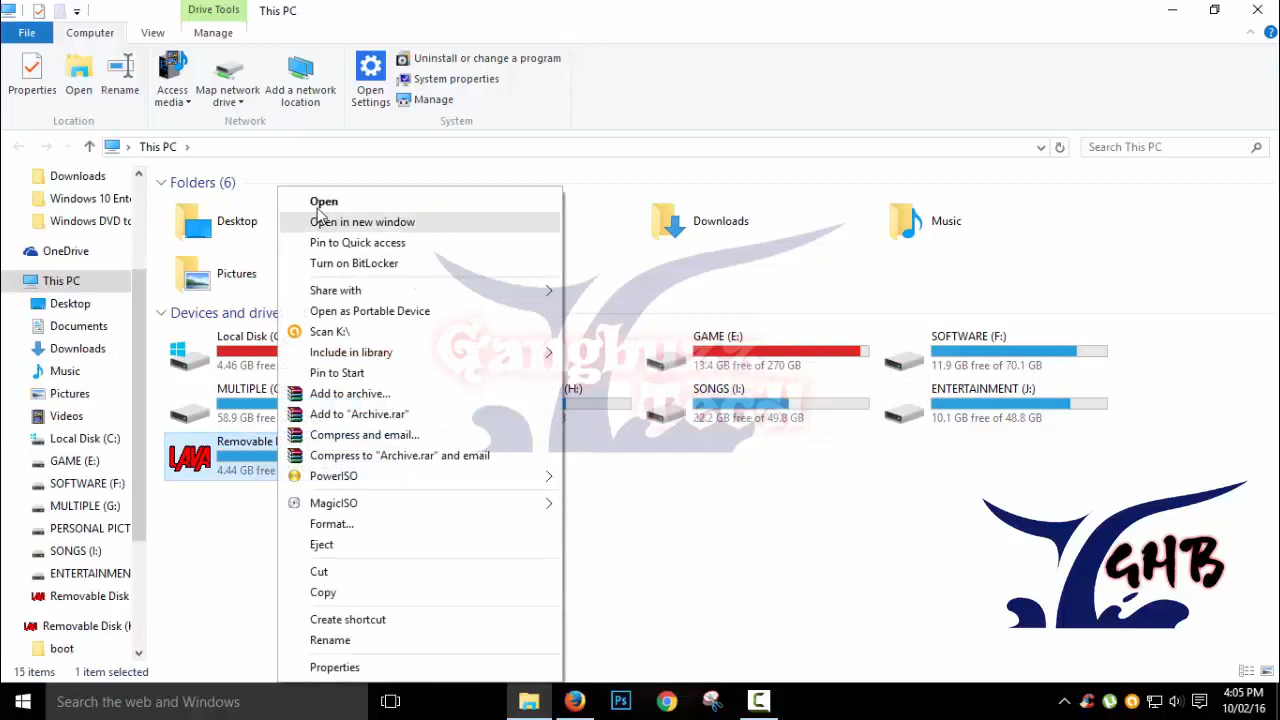 Drive Tools
This PC
File
Computer
View
Manage
Properties
Open
Rename
Location
Access media
Map network drive
Add a network location
Network
Open Settings
Uninstall or change a program
System properties
Manage
System
This PC
Search This PC
Downloads
Windows 10 Ente
Windows DVD to
OneDrive
This PC
Desktop
Documents
Downloads
Music
Pictures
Videos
Local Disk (C:)
GAME (E:)
SOFTWARE (F:)
MULTIPLE (G:)
PERSONAL PICT
SONGS (I:)
ENTERTAINMENT
LAVA
Removable Disk
LAVA
Removable Disk (K
boot
Folders (6)
Desktop
Downloads
Music
Pictures
Devices and drive
Local Disk (C
4.46 GB free
GAME (E:)
13.4 GB free of 270 GB
SOFTWARE (F:)
11.9 GB free of 70.1 GB
MULTIPLE (G
58.9 GB free
(H:)
SONGS (I:)
22.2 GB free of 49.8 GB
ENTERTAINMENT (J:)
10.1 GB free of 48.8 GB
LAVA
Removable D
4.44 GB free
Open
Open in new window
Pin to Quick access
Turn on BitLocker
Share with
Open as Portable Device
Scan K:\
Include in library
Pin to Start
Add to archive...
Add to "Archive.rar"
Compress and email...
Compress to "Archive.rar" and email
PowerISO
MagicISO
Format...
Eject
Cut
Copy
Create shortcut
Rename
Properties
GHB
15 items
1 item selected
Search the web and Windows
Ps
4:05 PM
10/02/16